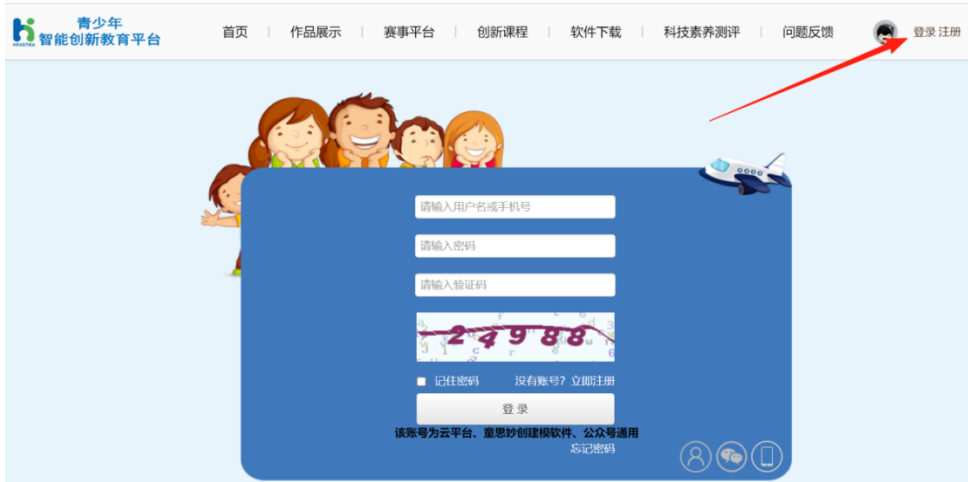 青少年
智能创新教育平台
首页 作品展示 赛事平台 创新课程 软件下载 科技素养测评 问题反馈 登录 注册
请输入用户名或手机号
请输入密码
请输入验证码
24988
记住密码 没有账号？立即注册
登 录
该账号为云平台、童思妙创建模软件、公众号通用
忘记密码